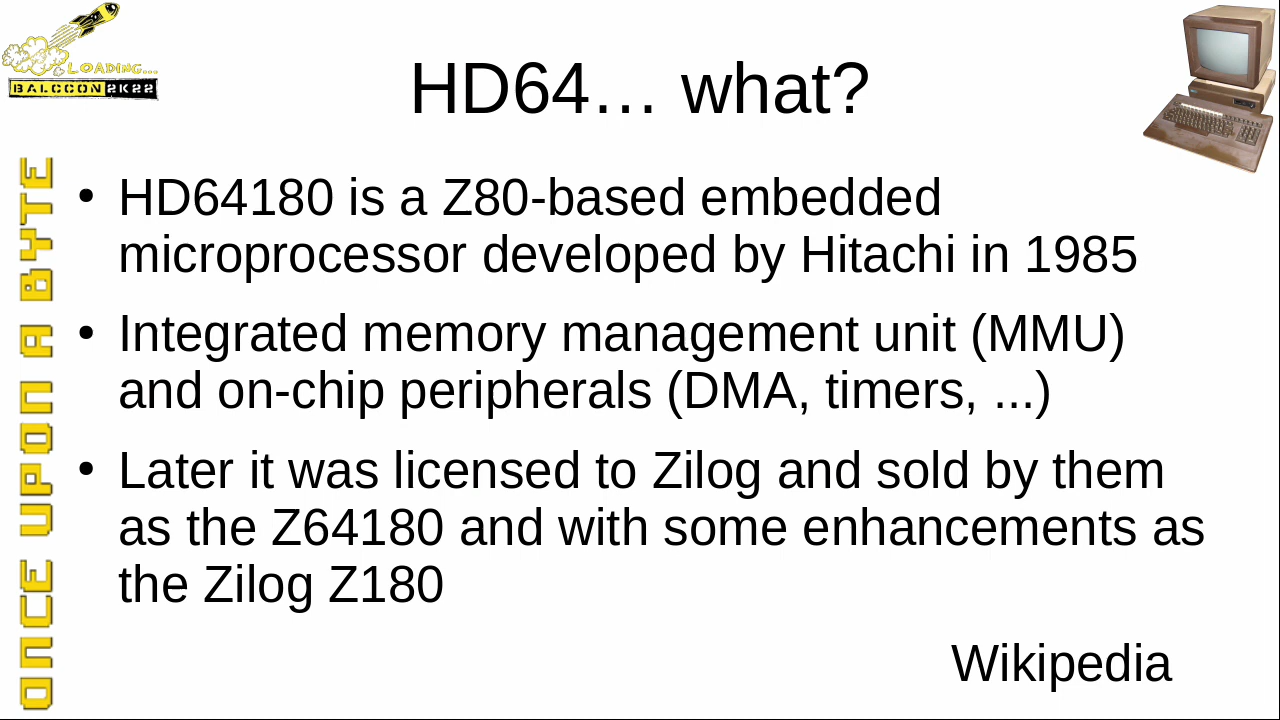 LOADING...
BALCCON2K22
HD64… what?
ONCE UPON A BYTE
• HD64180 is a Z80-based embedded
microprocessor developed by Hitachi in 1985
• Integrated memory management unit (MMU)
and on-chip peripherals (DMA, timers, ...)
• Later it was licensed to Zilog and sold by them
as the Z64180 and with some enhancements as
the Zilog Z180
Wikipedia